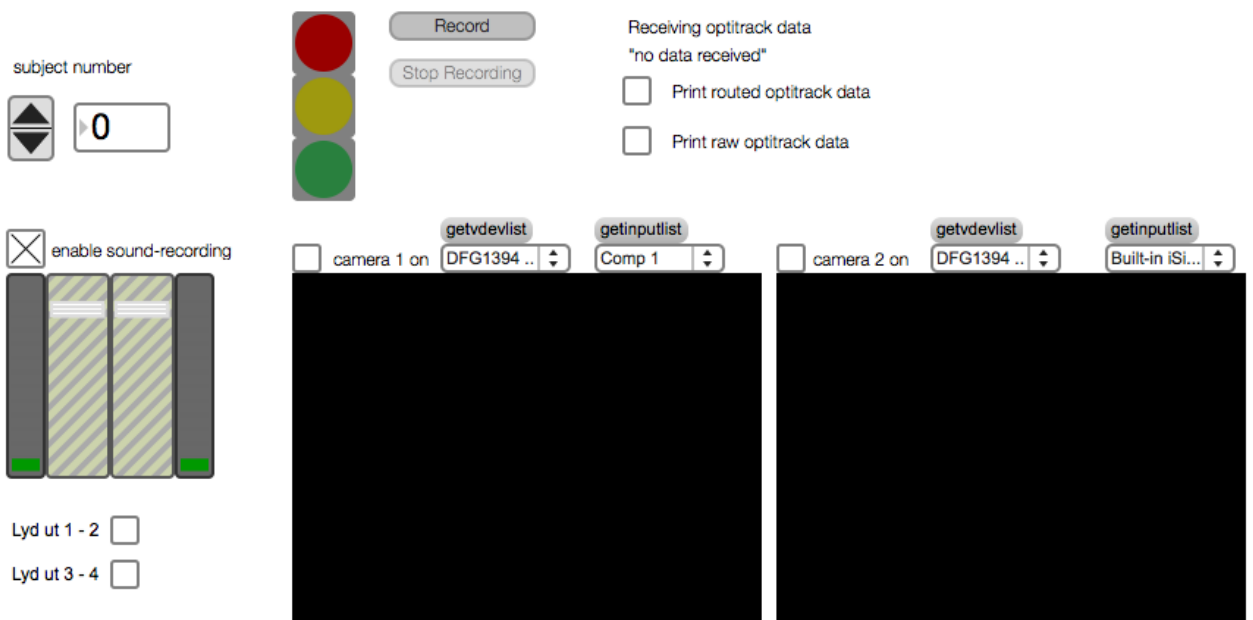 subject number
0
Record
Stop Recording
Receiving optitrack data
"no data received"
Print routed optitrack data
Print raw optitrack data
enable sound-recording
Lyd ut 1 - 2
Lyd ut 3 - 4
getvdevlist
getinputlist
camera 1 on
DFG1394 ..
Comp 1
getvdevlist
getinputlist
camera 2 on
DFG1394 ..
Built-in iSi...